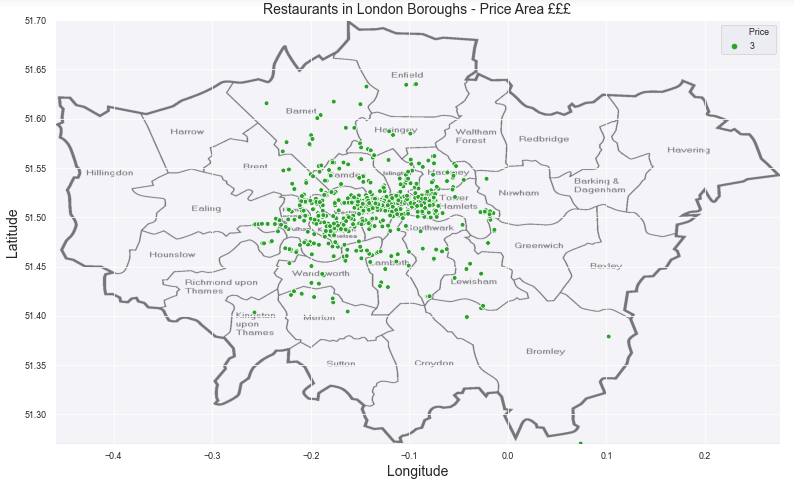 Restaurants in London Boroughs - Price Area £££
Price
3
51.70
51.65
51.60
51.55
51.50
51.45
51.40
51.35
51.30
Latitude
Enfield
Barnet
Haringey
Waltham
Forest
Redbridge
Havering
Harrow
Hillingdon
Brent
Camden
Islington
Hackney
Barking &
Dagenham
Newham
Tower
Hamlets
Ealing
Southwark
Greenwich
Hounslow
Bexley
Lambeth
Wandsworth
Lewisham
Richmond upon
Thames
Kingston
upon
Thames
Merton
Sutton
Croydon
Bromley
−0.4
−0.3
−0.2
−0.1
0.0
0.1
0.2
Longitude